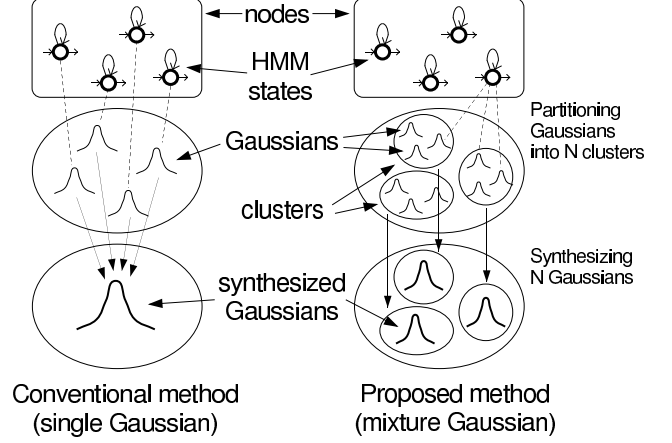 nodes
HMM
states
Gaussians
clusters
synthesized
Gaussians
Partitioning
Gaussians
into N clusters
Synthesizing
N Gaussians
Conventional method
(single Gaussian)
Proposed method
(mixture Gaussian)